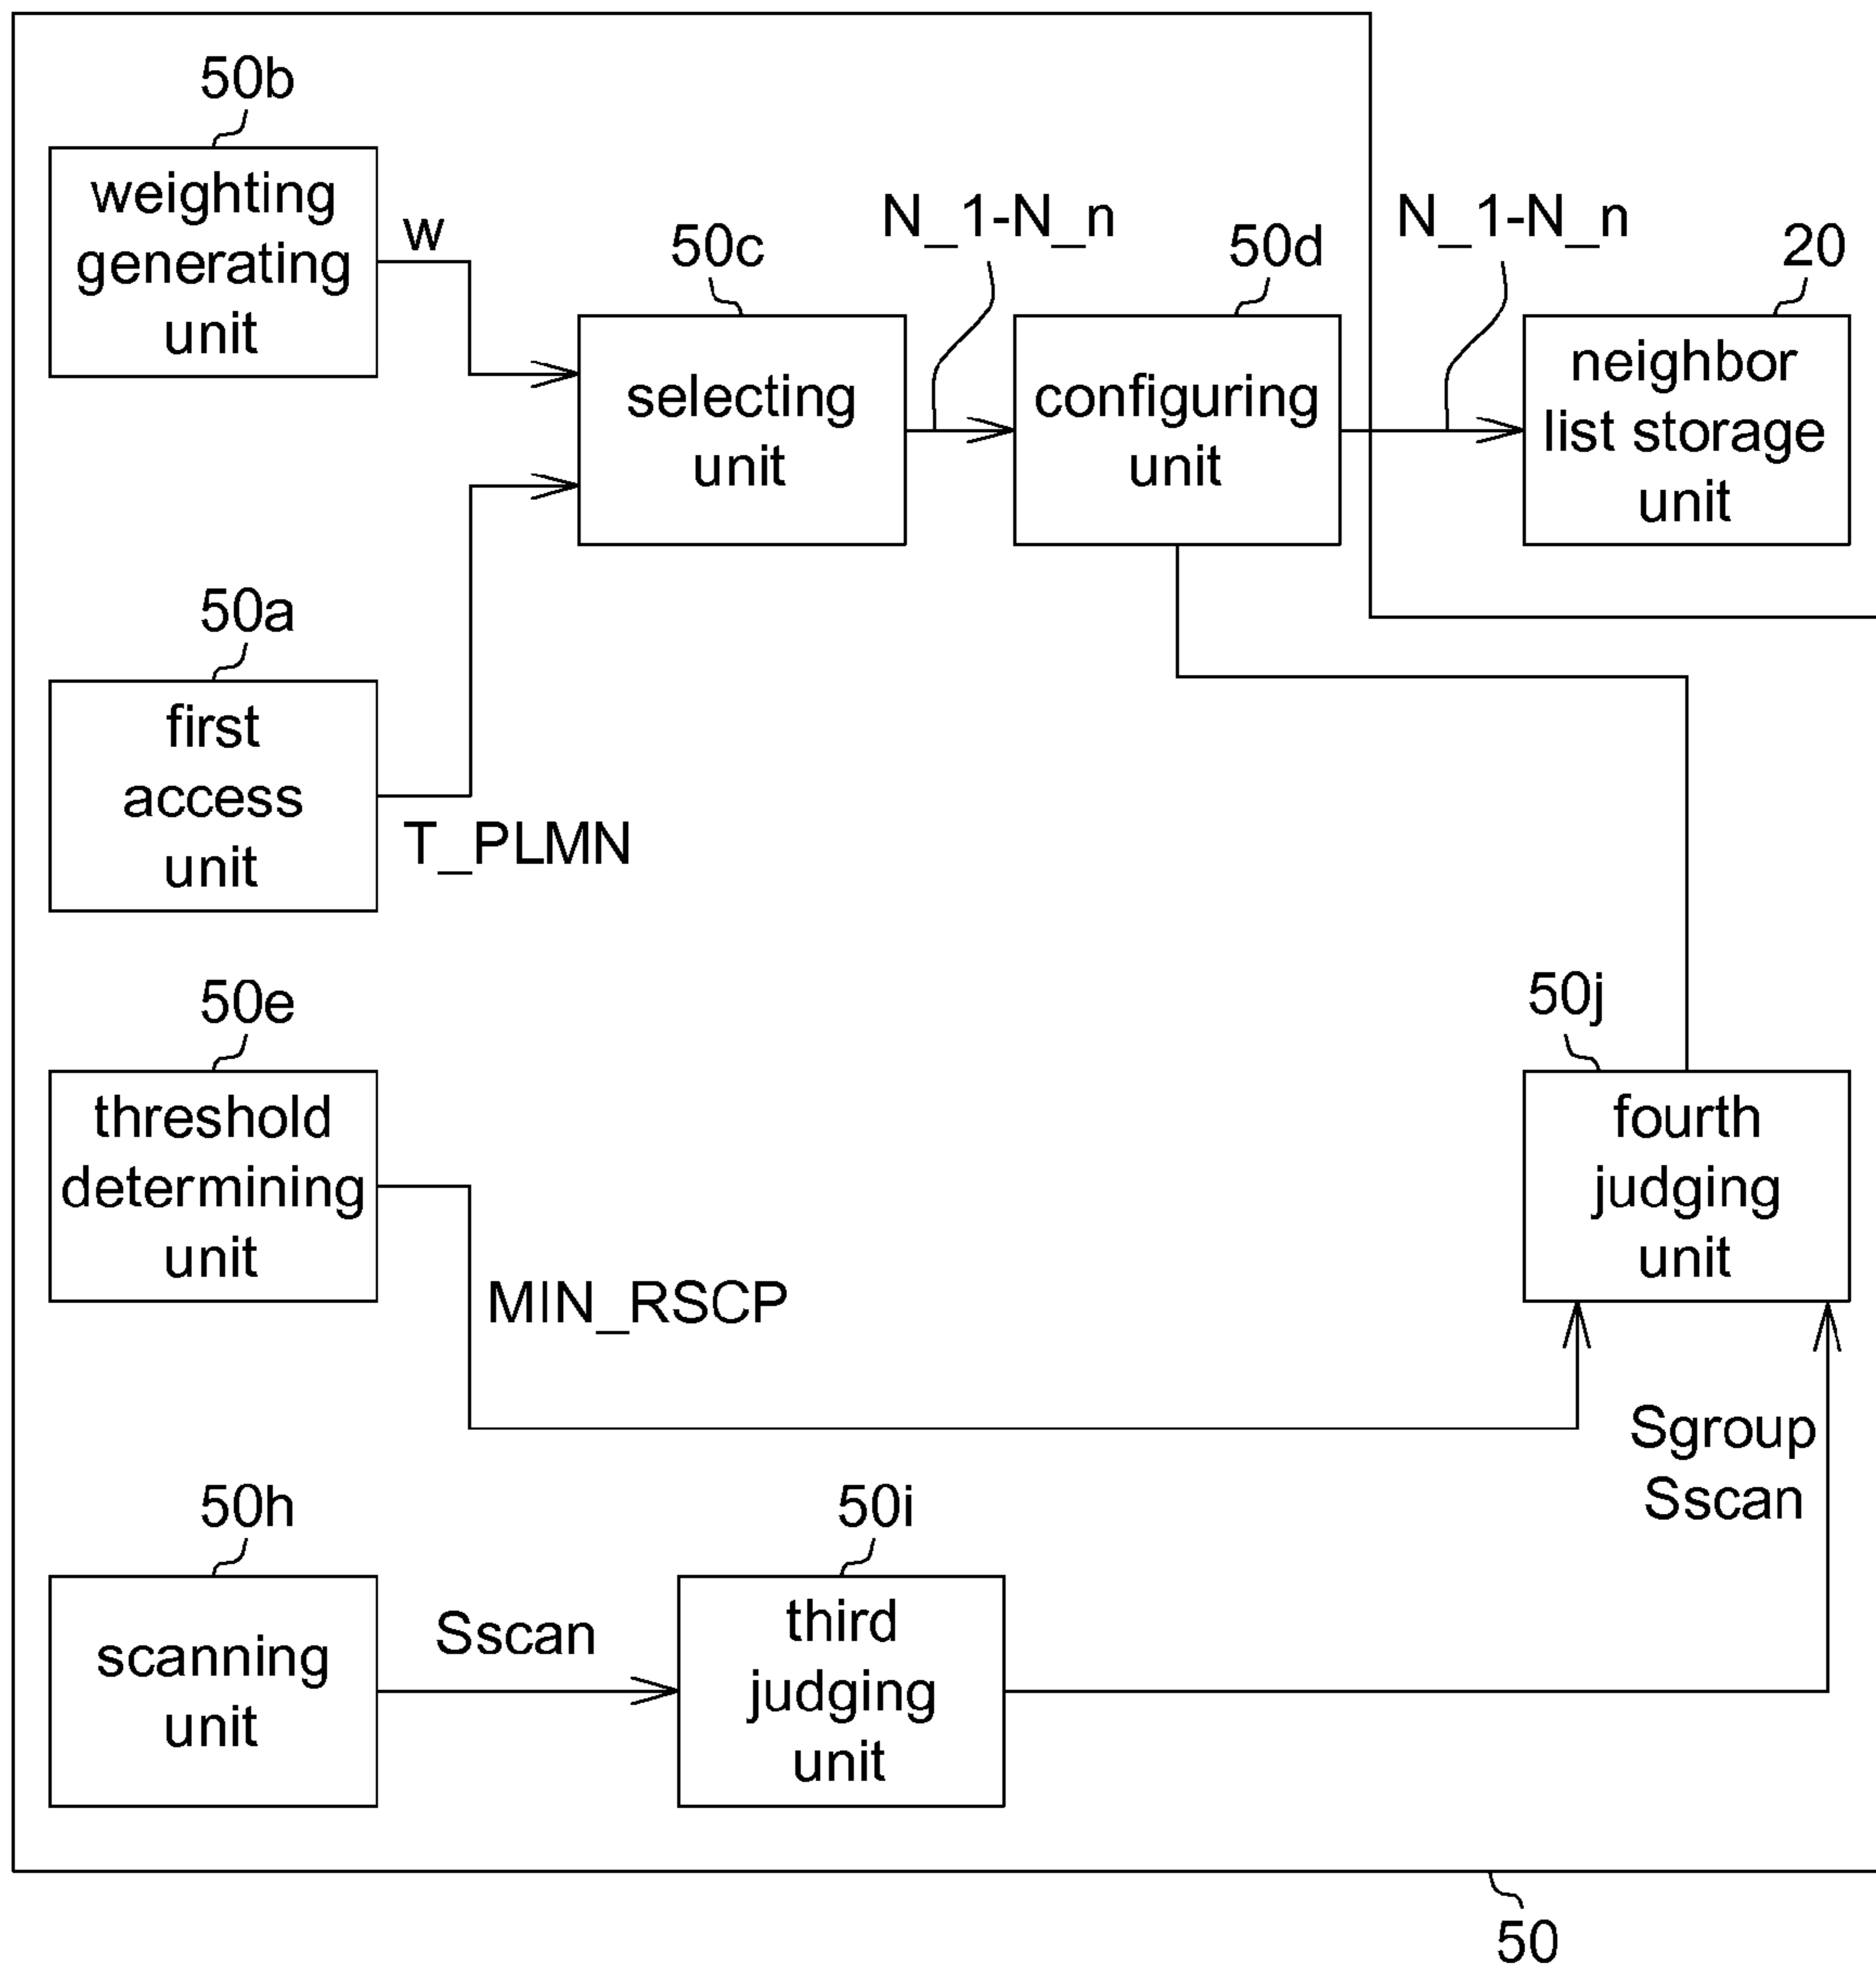 50b
weighting
generating
unit
w
50c
selecting
unit
N_1-N_n
50d
configuring
unit
N_1-N_n
20
neighbor
list storage
unit
50a
first
access
unit
T_PLMN
50e
threshold
determining
unit
MIN_RSCP
50j
fourth
judging
unit
Sgroup
Sscan
50h
scanning
unit
Sscan
50i
third
judging
unit
50